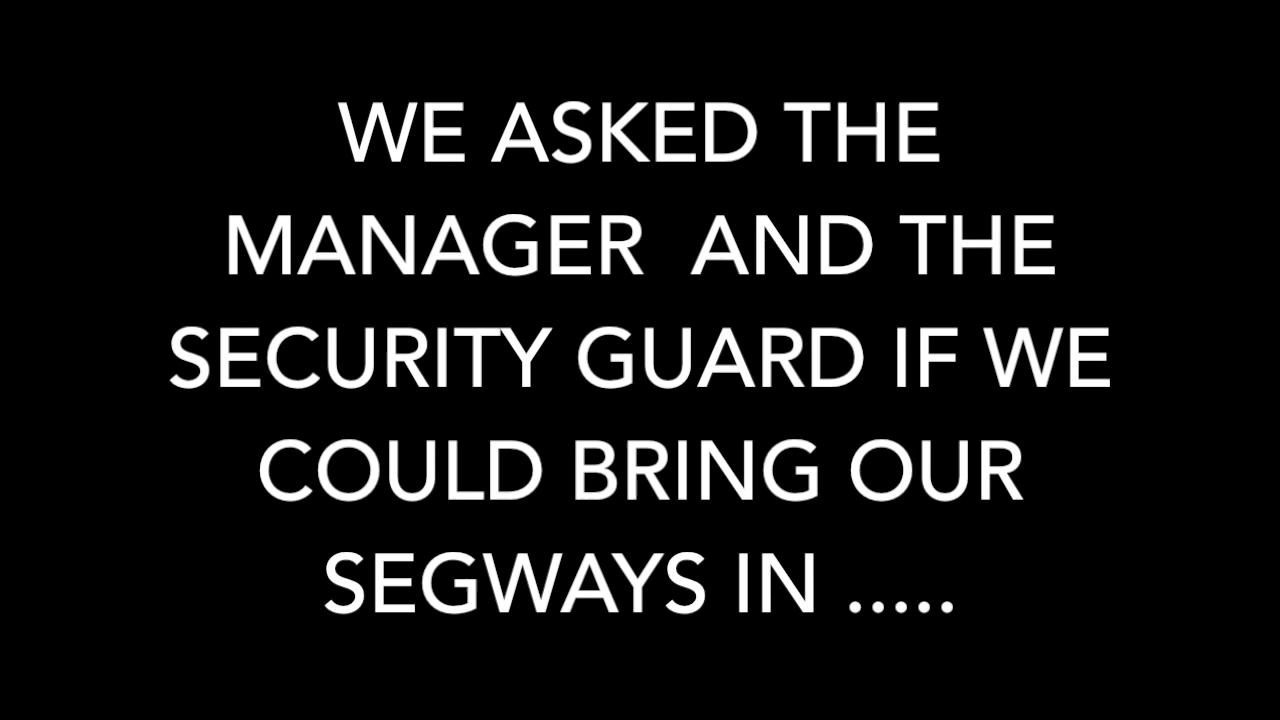 WE ASKED THE
MANAGER  AND THE
SECURITY GUARD IF WE
COULD BRING OUR
SEGWAYS IN .....